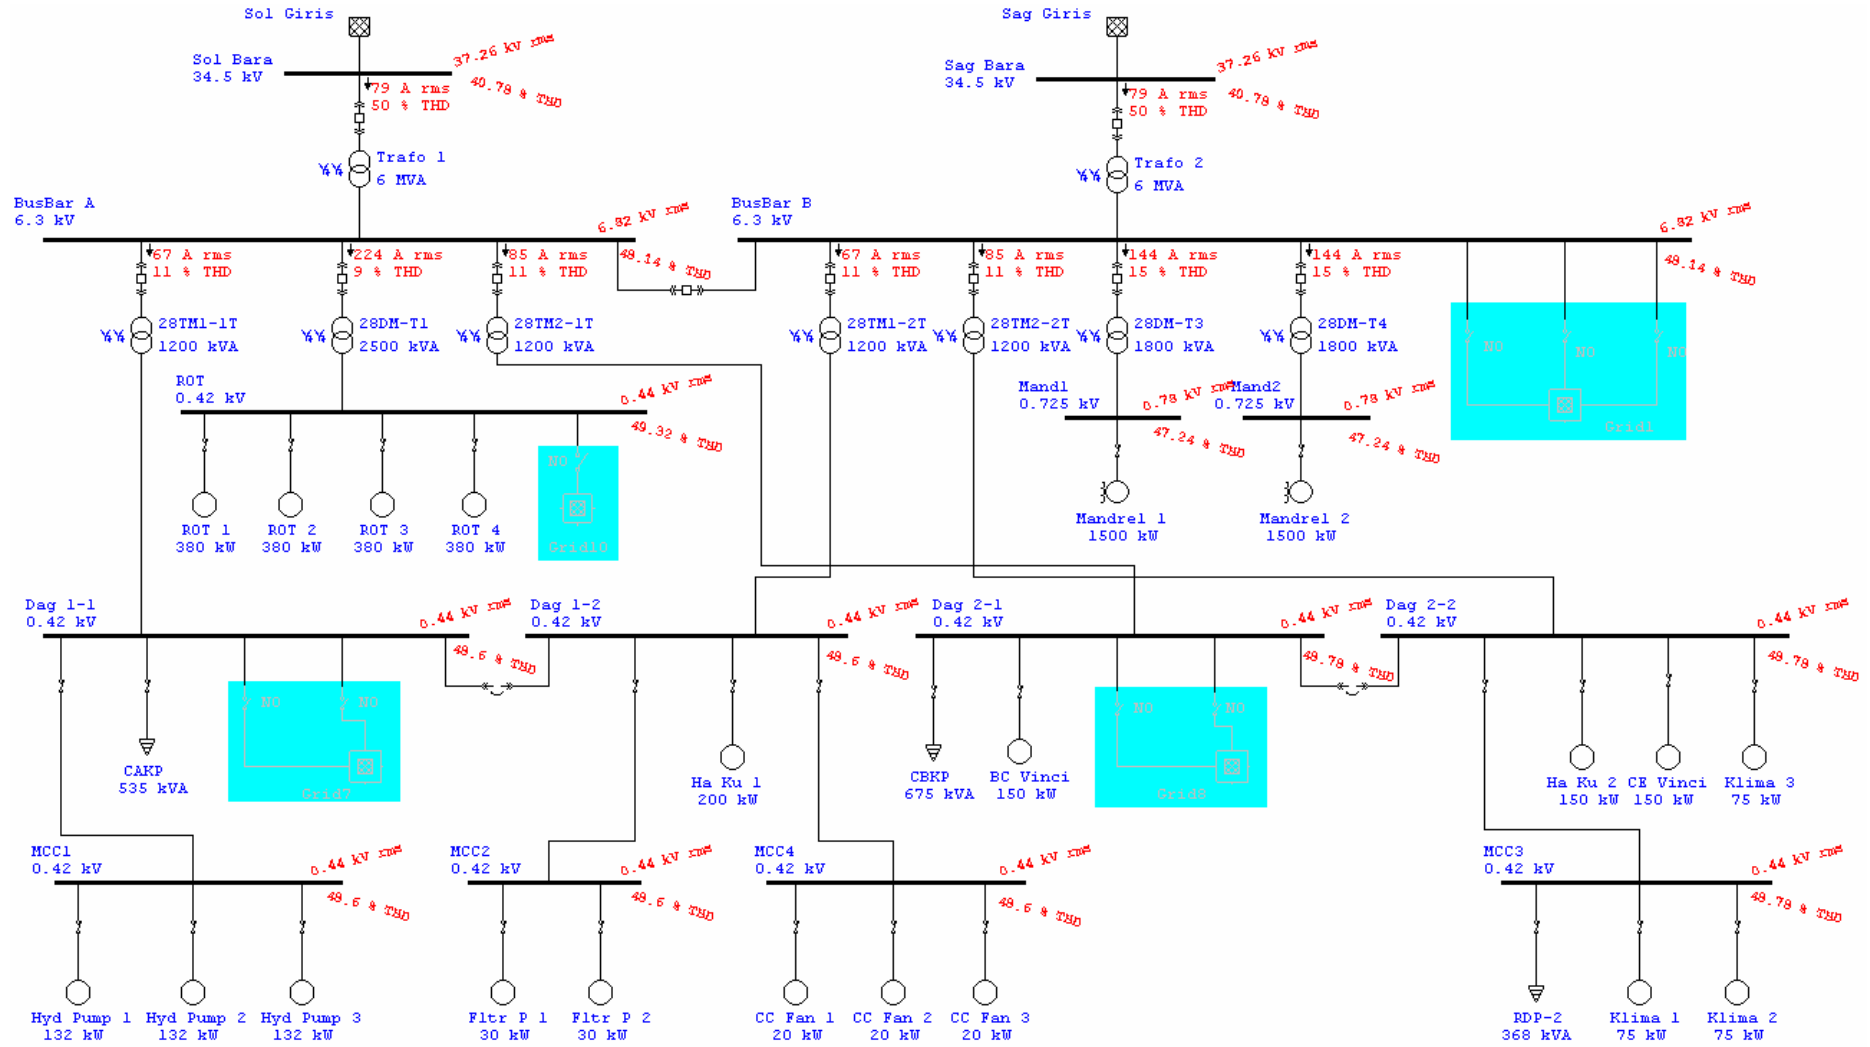 Sol Giris
Sag Giris
Sol Bara
34.5 kV
37.26 kV rms
40.78 % THD
79 A rms
50 % THD
Sag Bara
34.5 kV
37.26 kV rms
40.78 % THD
79 A rms
50 % THD
Trafo 1
6 MVA
Trafo 2
6 MVA
BusBar A
6.3 kV
6.82 kV rms
48.14 % THD
BusBar B
6.3 kV
6.82 kV rms
48.14 % THD
67 A rms
11 % THD
224 A rms
9 % THD
85 A rms
11 % THD
67 A rms
11 % THD
85 A rms
11 % THD
144 A rms
15 % THD
144 A rms
15 % THD
28TM1-1T
1200 kVA
28DM-T1
2500 kVA
28TM2-1T
1200 kVA
28TM1-2T
1200 kVA
28TM2-2T
1200 kVA
28DM-T3
1800 kVA
28DM-T4
1800 kVA
NO
NO
NO
Grid1
ROT
0.42 kV
0.44 kV rms
49.32 % THD
Mand1
0.725 kV
0.78 kV rms
47.24 % THD
Mand2
0.725 kV
0.78 kV rms
47.24 % THD
NO
Grid10
ROT 1
380 kW
ROT 2
380 kW
ROT 3
380 kW
ROT 4
380 kW
Mandrel 1
1500 kW
Mandrel 2
1500 kW
Dag 1-1
0.42 kV
0.44 kV rms
48.6 % THD
Dag 1-2
0.42 kV
0.44 kV rms
48.6 % THD
Dag 2-1
0.42 kV
0.44 kV rms
48.78 % THD
Dag 2-2
0.42 kV
0.44 kV rms
48.78 % THD
NO
NO
Grid7
NO
NO
Grid8
CAKP
535 kVA
Ha Ku 1
200 kW
CBKP
675 kVA
BC Vinci
150 kW
Ha Ku 2
150 kW
CE Vinci
150 kW
Klima 3
75 kW
MCC1
0.42 kV
0.44 kV rms
48.6 % THD
MCC2
0.42 kV
0.44 kV rms
48.6 % THD
MCC4
0.42 kV
0.44 kV rms
48.6 % THD
MCC3
0.42 kV
0.44 kV rms
48.78 % THD
Hyd Pump 1
132 kW
Hyd Pump 2
132 kW
Hyd Pump 3
132 kW
Fltr P 1
30 kW
Fltr P 2
30 kW
CC Fan 1
20 kW
CC Fan 2
20 kW
CC Fan 3
20 kW
RDP-2
368 kVA
Klima 1
75 kW
Klima 2
75 kW